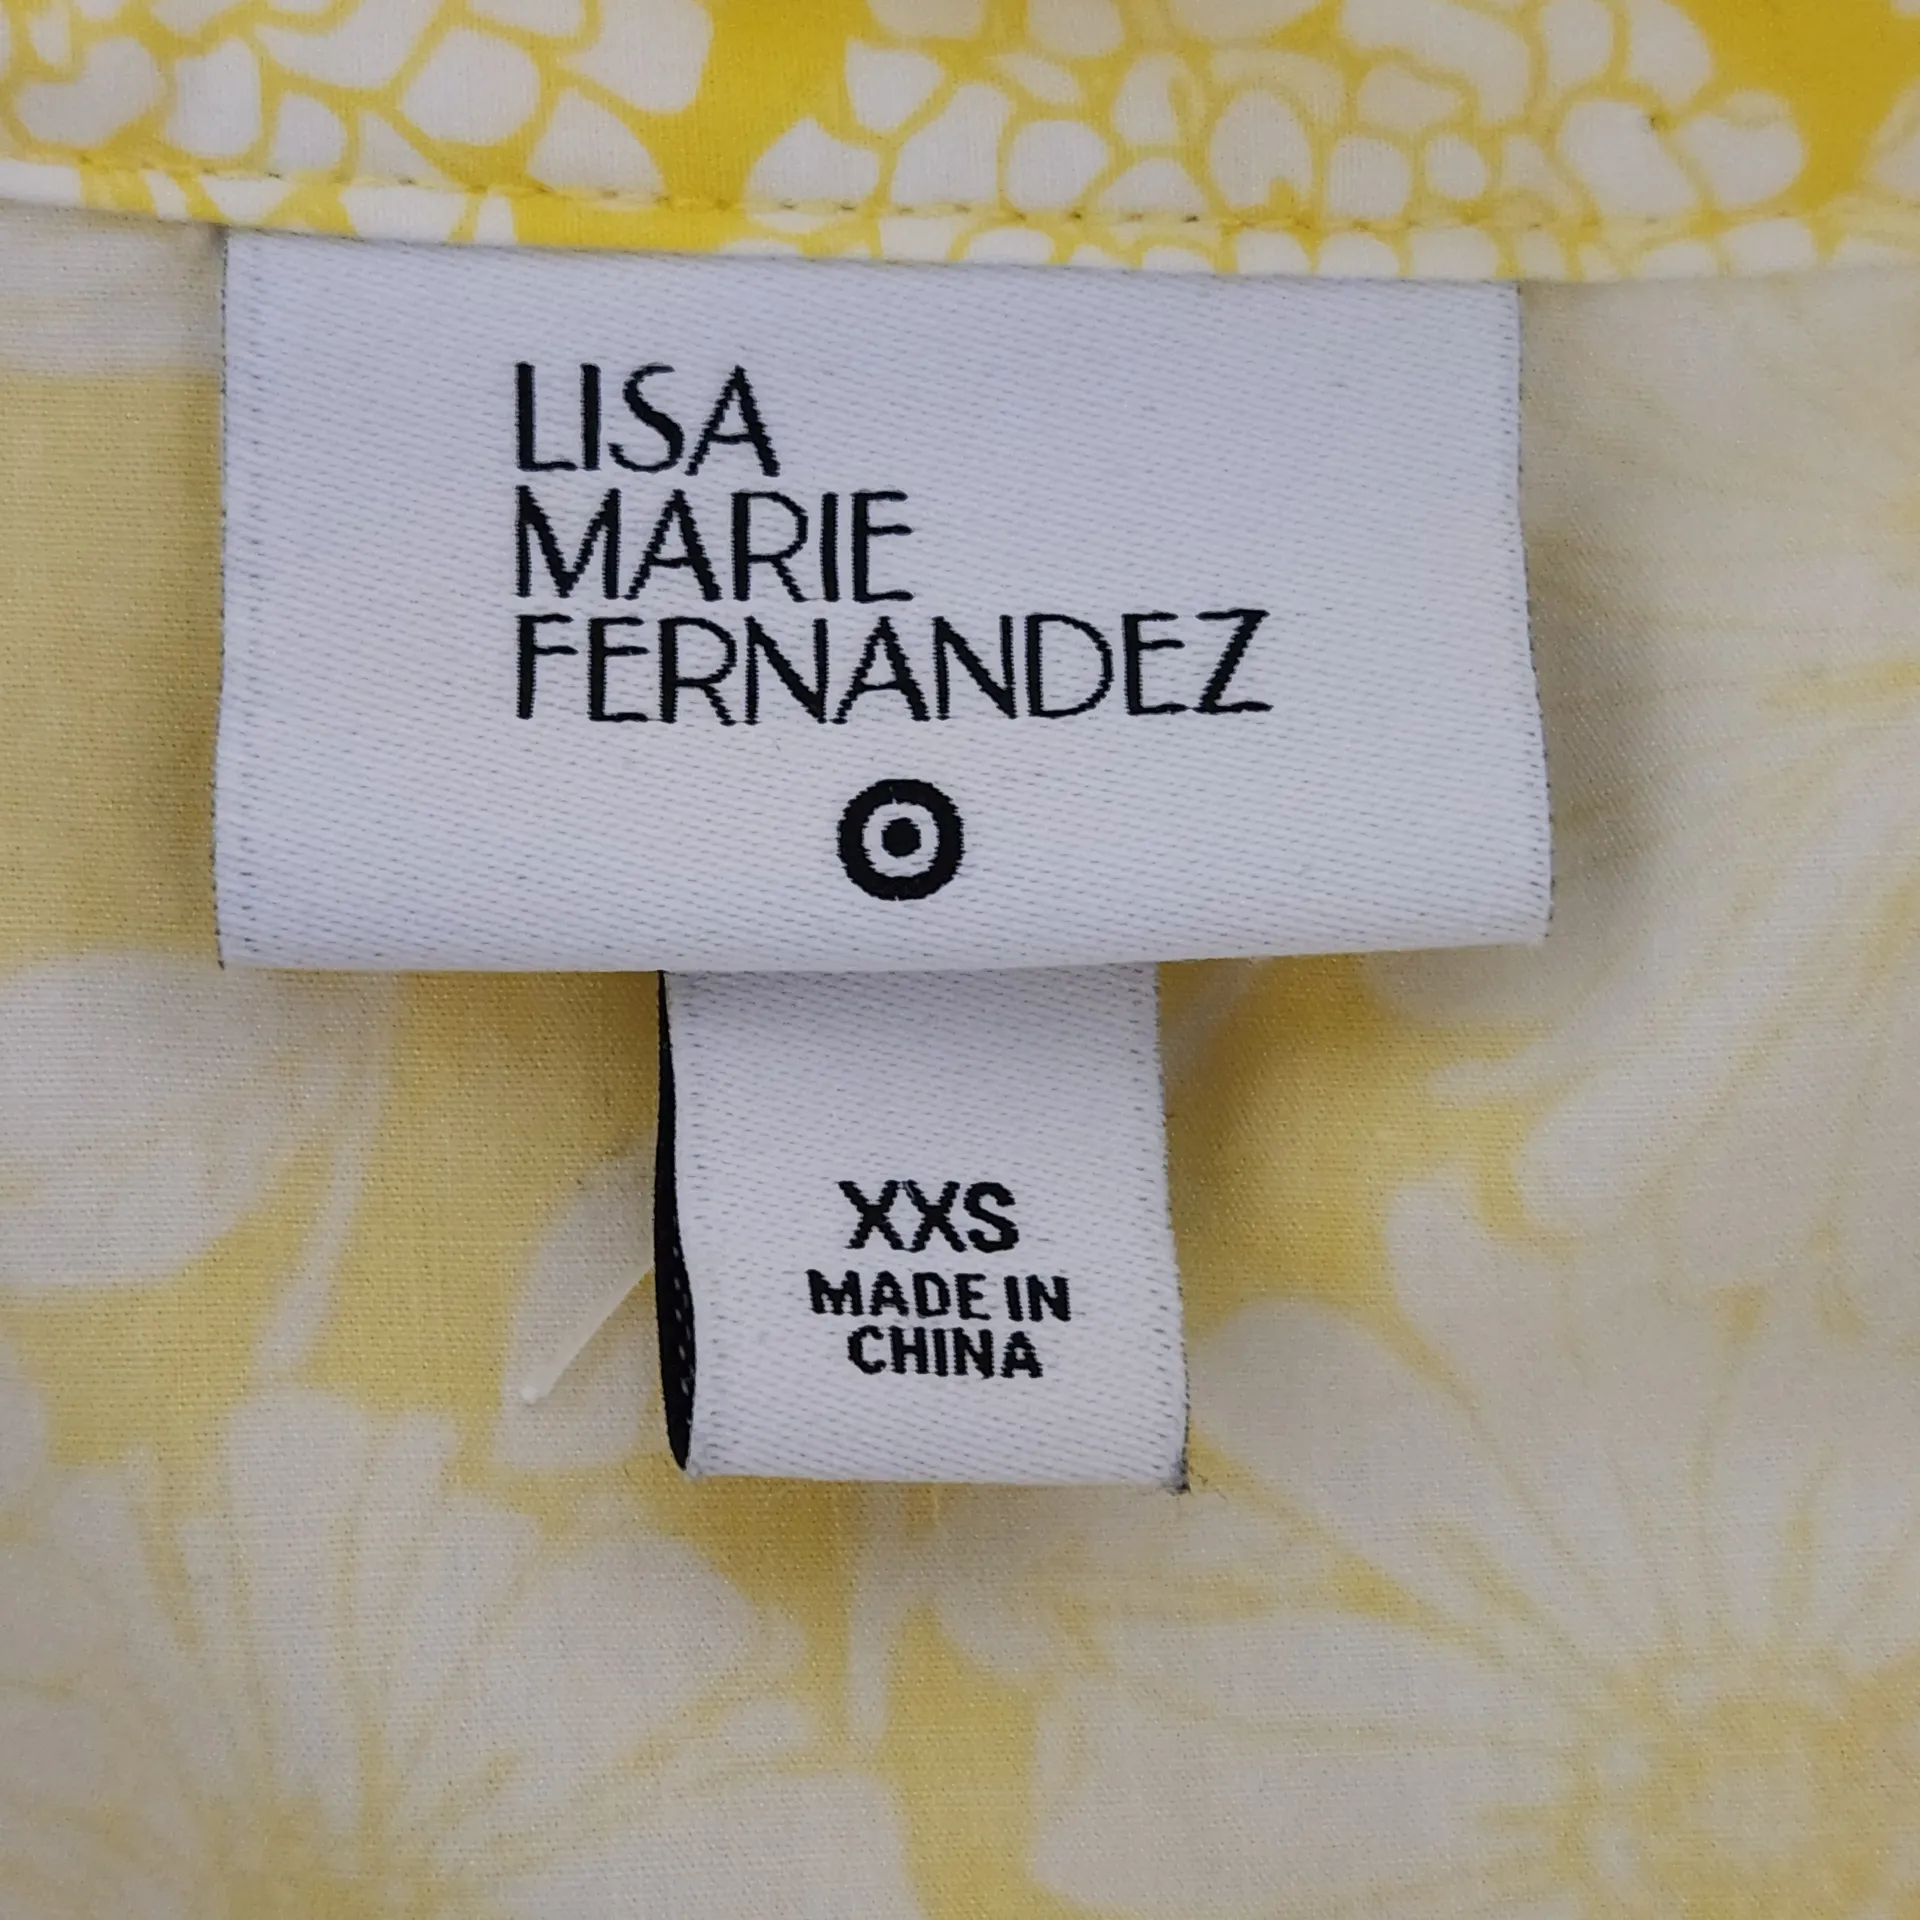 LISA
MARIE
FERNANDEZ
XXS
MADE IN
CHINA